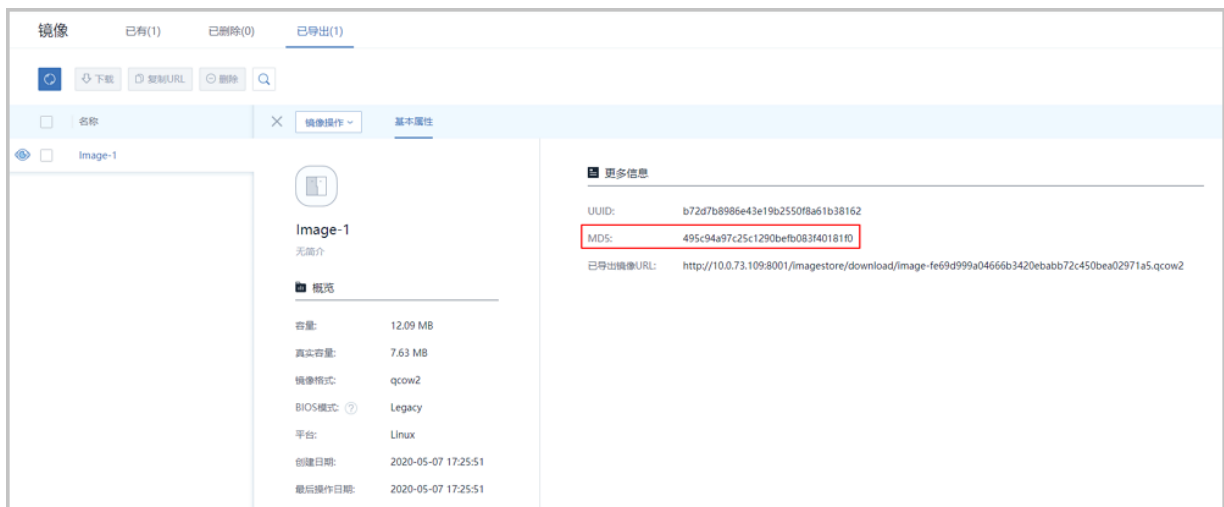 镜像 已有(1) 已删除(0) 已导出(1)
下载 复制URL 删除
名称 镜像操作 基本属性
Image-1
更多信息
UUID: b72d7b8986e43e19b2550f8a61b38162
MD5: 495c94a97c25c1290befb083f40181f0
已导出镜像URL: http://10.0.73.109:8001/imagestore/download/image-fe69d999a04666b3420ebabb72c450bea02971a5.qcow2
Image-1
无简介
概览
容量: 12.09 MB
真实容量: 7.63 MB
镜像格式: qcow2
BIOS模式: ? Legacy
平台: Linux
创建日期: 2020-05-07 17:25:51
最后操作日期: 2020-05-07 17:25:51